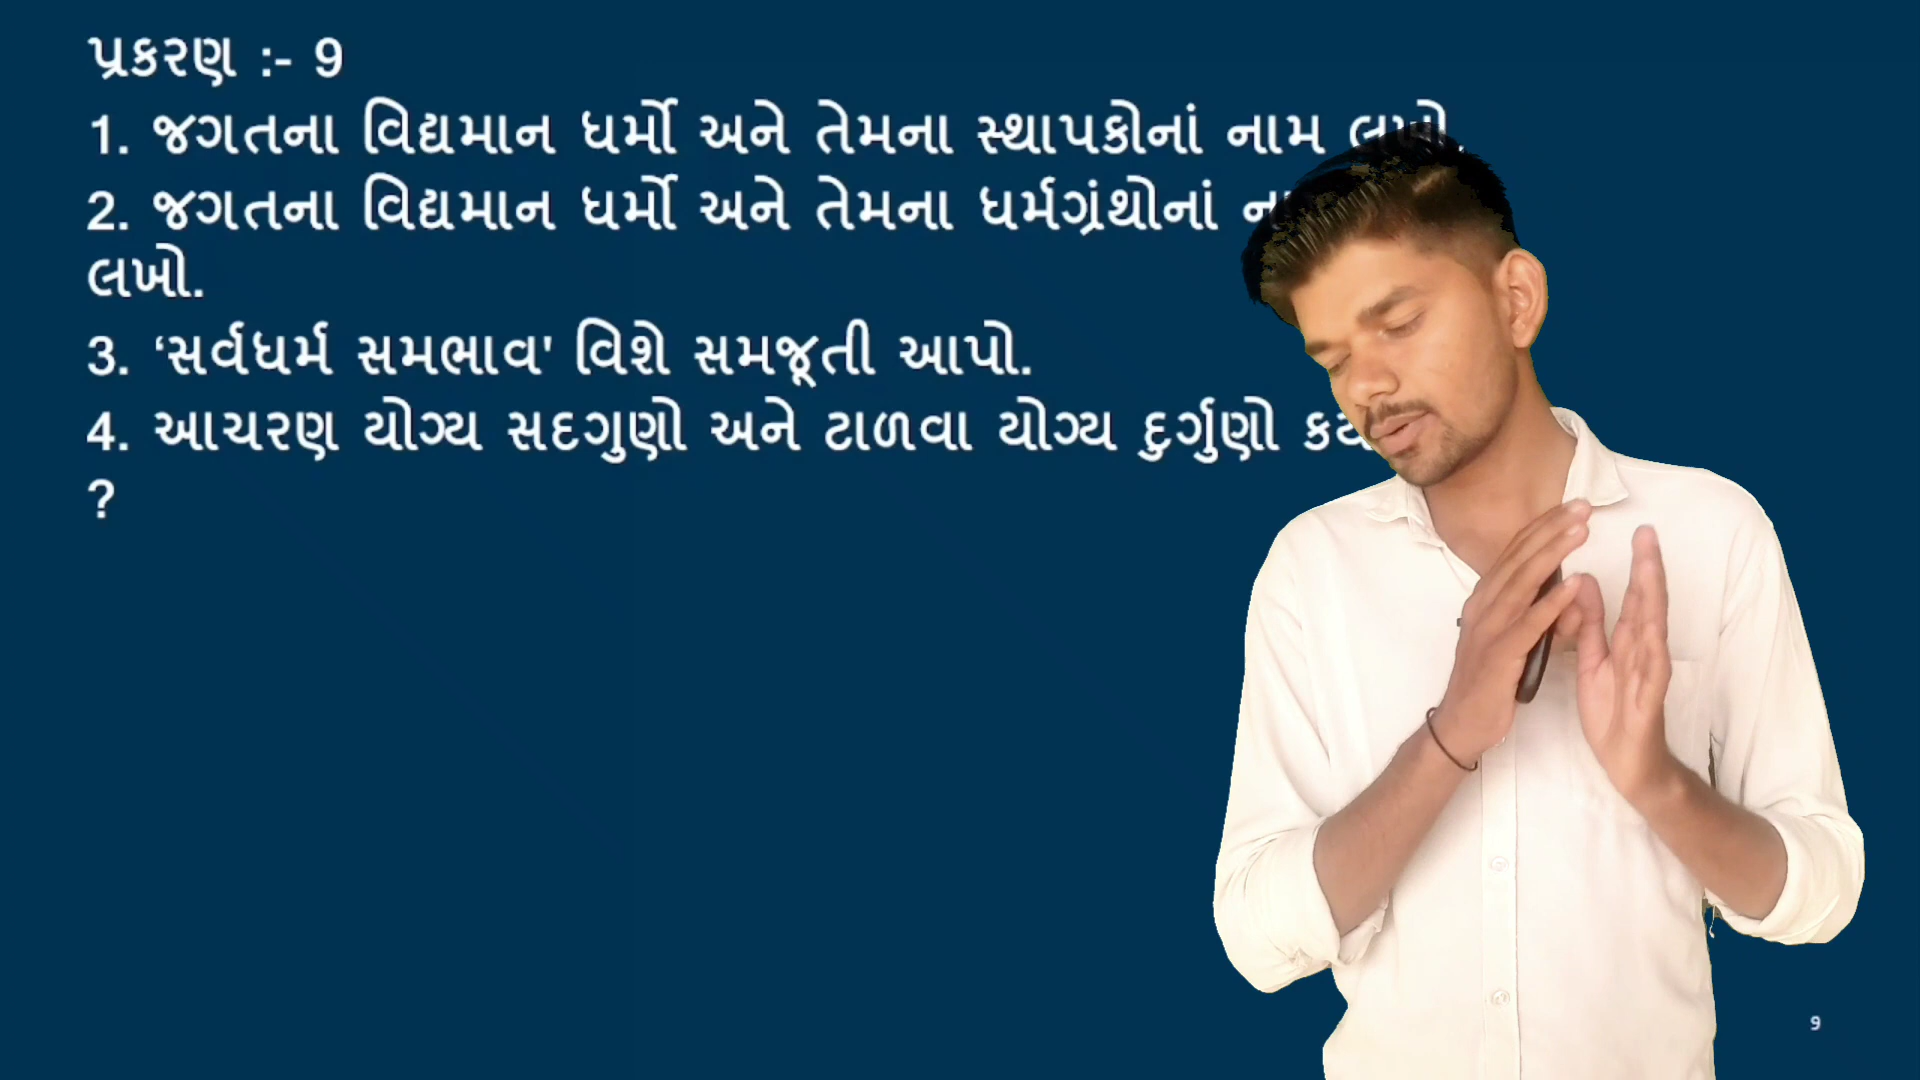 પ્રકરણ :- 9
1. જગતના વિદ્યમાન ધર્મો અને તેમના સ્થાપકોનાં નામ
2. જગતના વિદ્યમાન ધર્મો અને તેમના ધર્મગ્રંથોનાં
લખો.
3. ‘સર્વધર્મ સમભાવ' વિશે સમજૂતી આપો.
4. આચરણ યોગ્ય સદગુણો અને ટાળવા યોગ્ય દુર્ગુણો
?
9